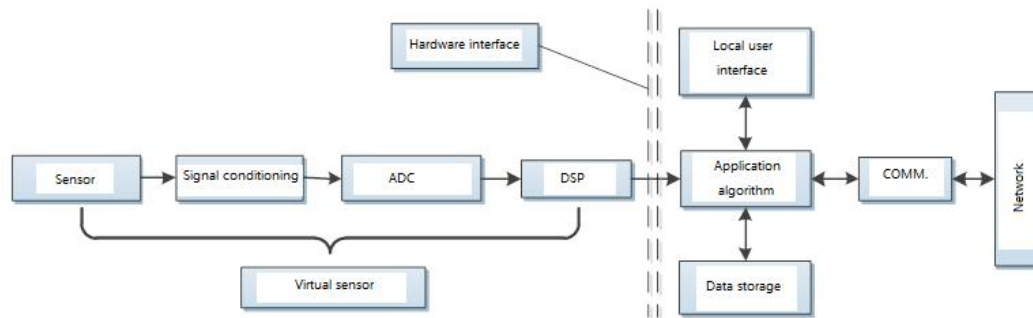 Hardware interface
Local user
interface
Sensor
Signal conditioning
ADC
DSP
Application
algorithm
COMM.
Network
Virtual sensor
Data storage